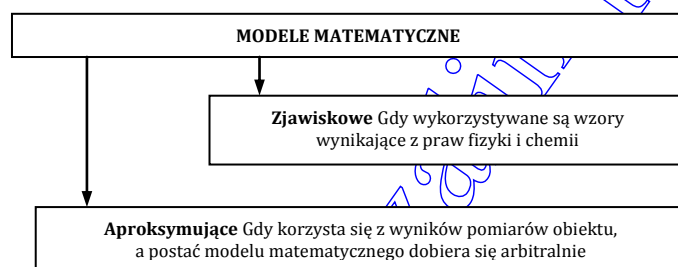 MODELE MATEMATYCZNE
Zjawiskowe Gdy wykorzystywane są wzory
wynikające z praw fizyki i chemii
Aproksymujące Gdy korzysta się z wyników pomiarów obiektu,
a postać modelu matematycznego dobiera się arbitralnie